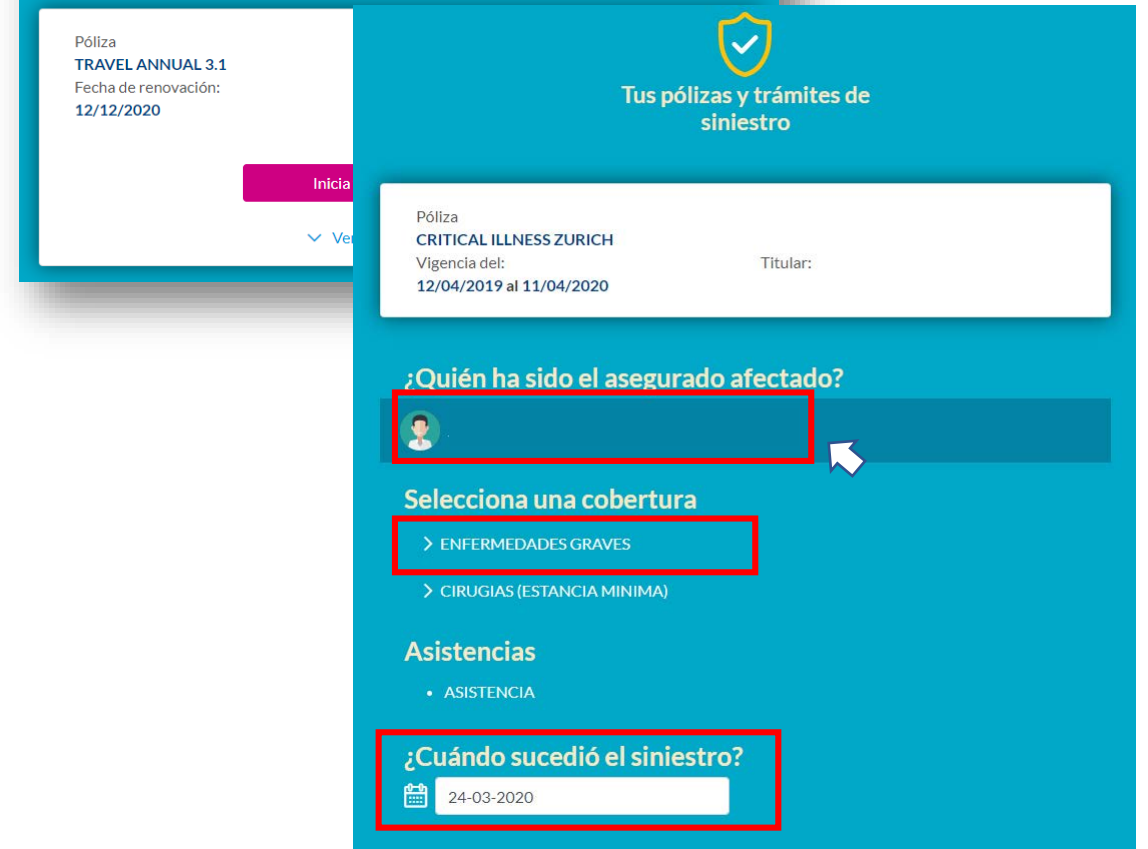 Póliza
TRAVEL ANNUAL 3.1
Fecha de renovación:
12/12/2020
Inicia
Tus pólizas y trámites de
siniestro
Póliza
CRITICAL ILLNESS ZURICH
Vigencia del:
Titular:
12/04/2019 al 11/04/2020
¿Quién ha sido el asegurado afectado?
Selecciona una cobertura
ENFERMEDADES GRAVES
CIRUGIAS (ESTANCIA MINIMA)
Asistencias
• ASISTENCIA
¿Cuándo sucedió el siniestro?
24-03-2020